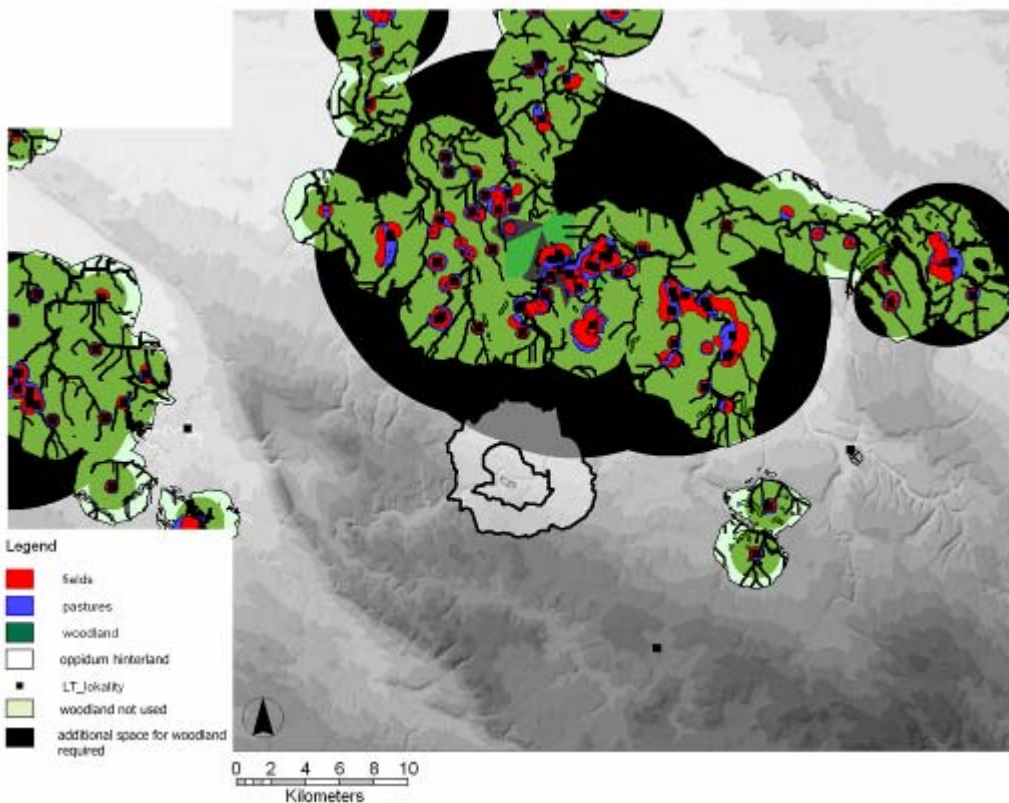 Legend
fields
pastures
woodland
oppidum hinterland
LT_lokality
woodland not used
additional space for woodland
required
0 2 4 6 8 10
Kilometers